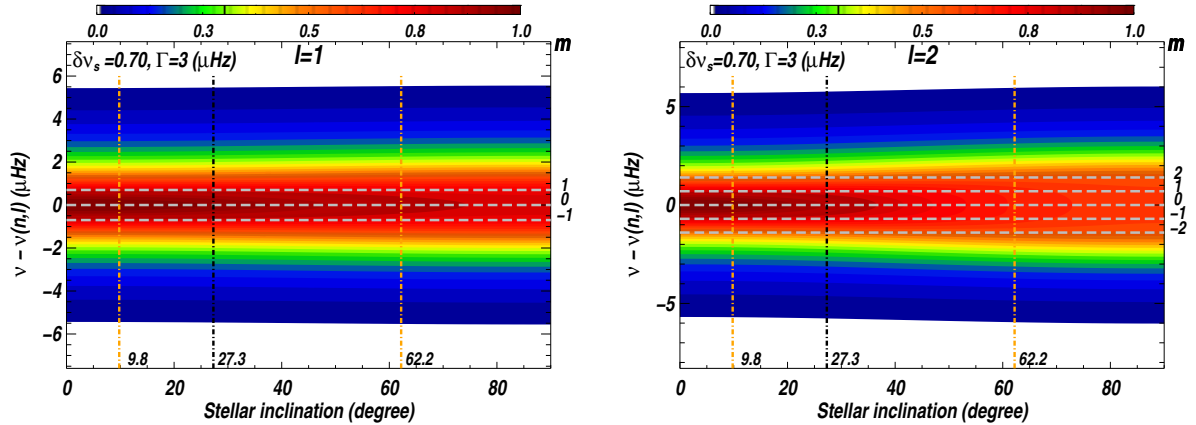 0.0 0.3 0.5 0.8 1.0
m
δνs =0.70, Γ=3 (μHz)
l=1
6
4
2
0
-2
-4
-6
ν - ν(n,l) (μHz)
1
0
-1
9.8
27.3
62.2
0 20 40 60 80
Stellar inclination (degree)
0.0 0.3 0.5 0.8 1.0
m
δνs =0.70, Γ=3 (μHz)
l=2
5
0
-5
ν - ν(n,l) (μHz)
2
1
0
-1
-2
9.8
27.3
62.2
0 20 40 60 80
Stellar inclination (degree)